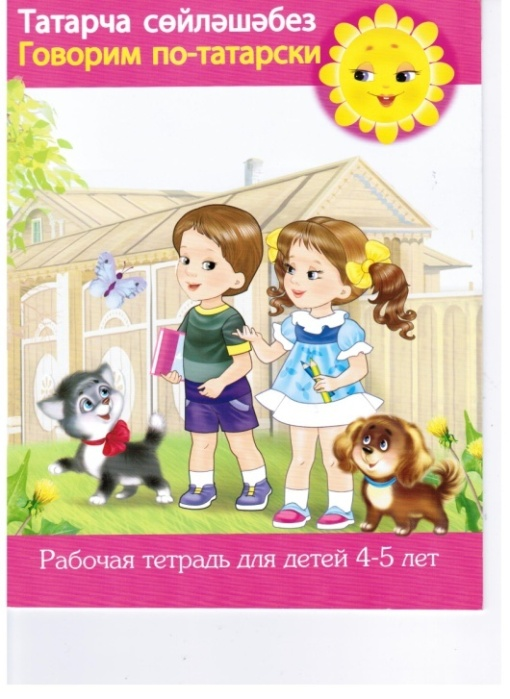 Татарча сөйләшәбез
Говорим по-татарски
Рабочая тетрадь для детей 4-5 лет